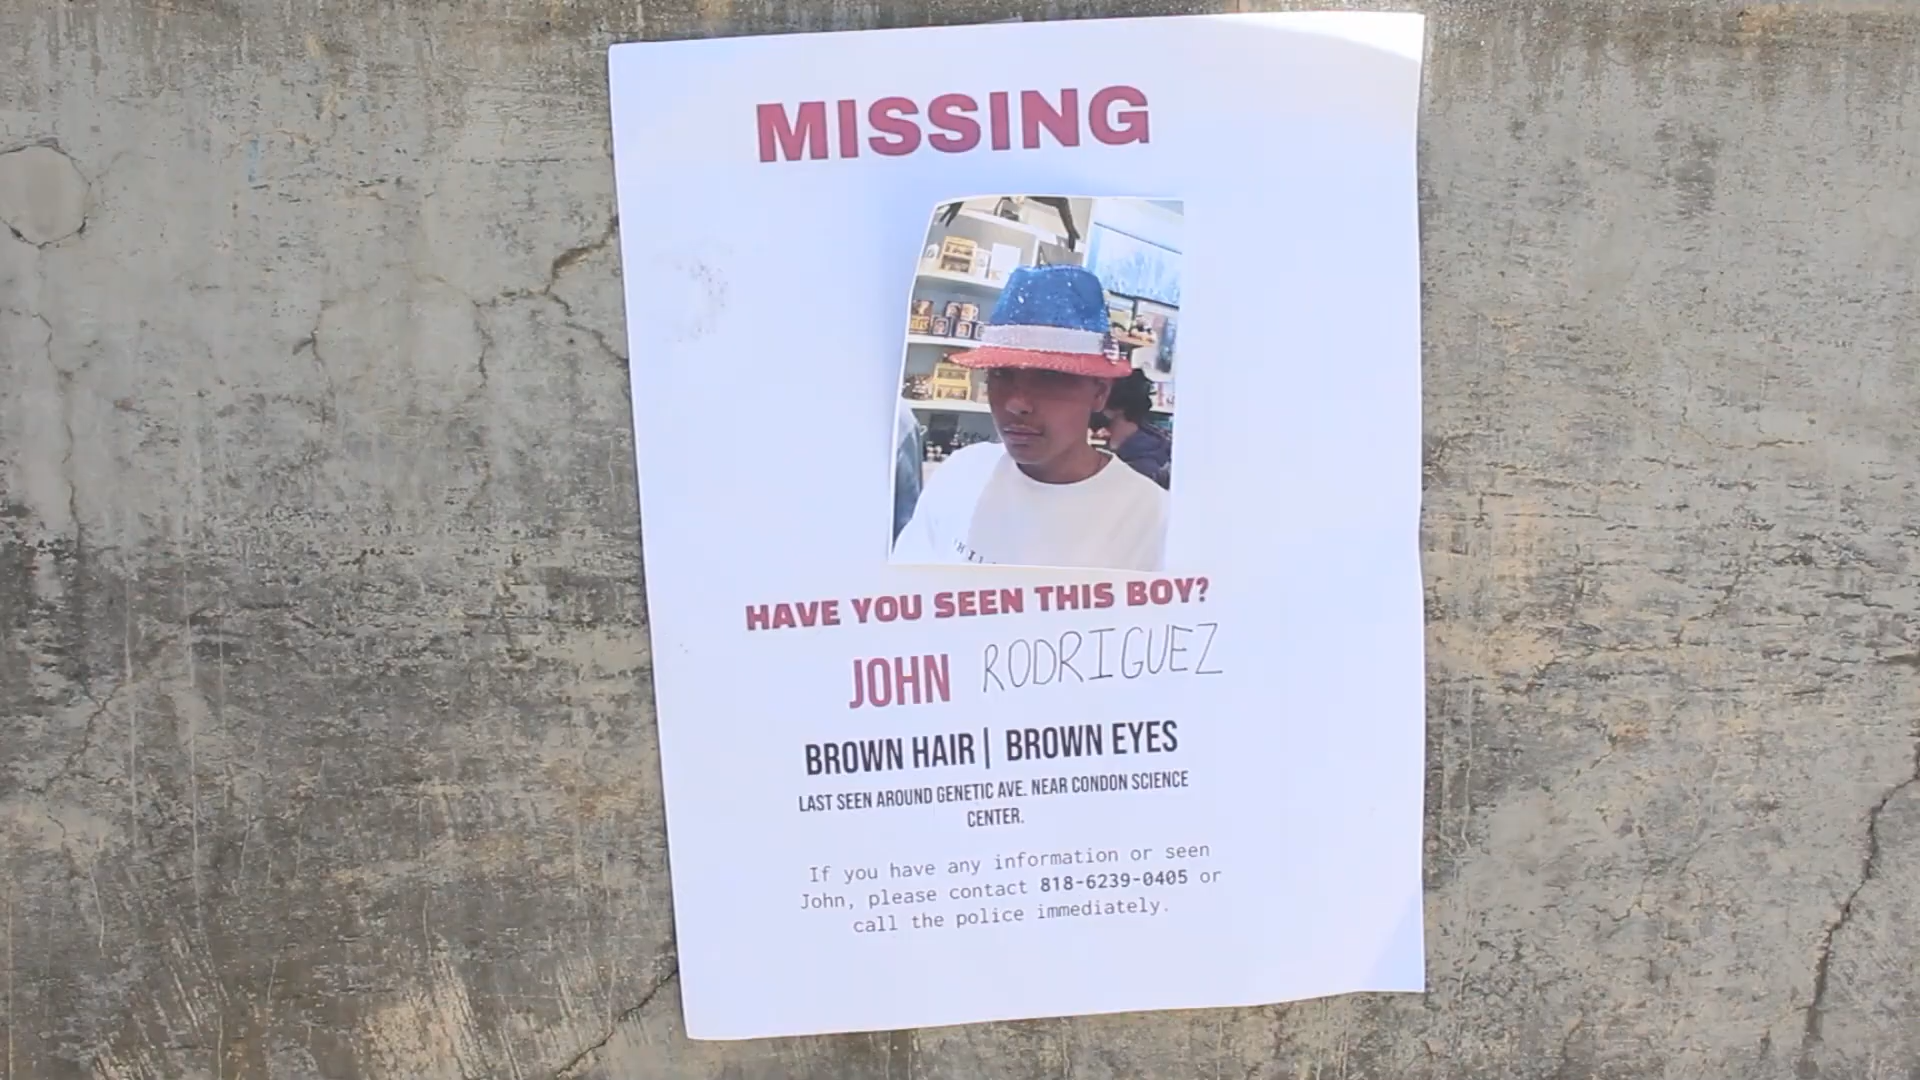 MISSING
HAVE YOU SEEN THIS BOY?
JOHN RODRIGUEZ
BROWN HAIR | BROWN EYES
LAST SEEN AROUND GENETIC AVE. NEAR CONDON SCIENCE
CENTER.
If you have any information or seen
John, please contact 818-6239-0405 or
call the police immediately.